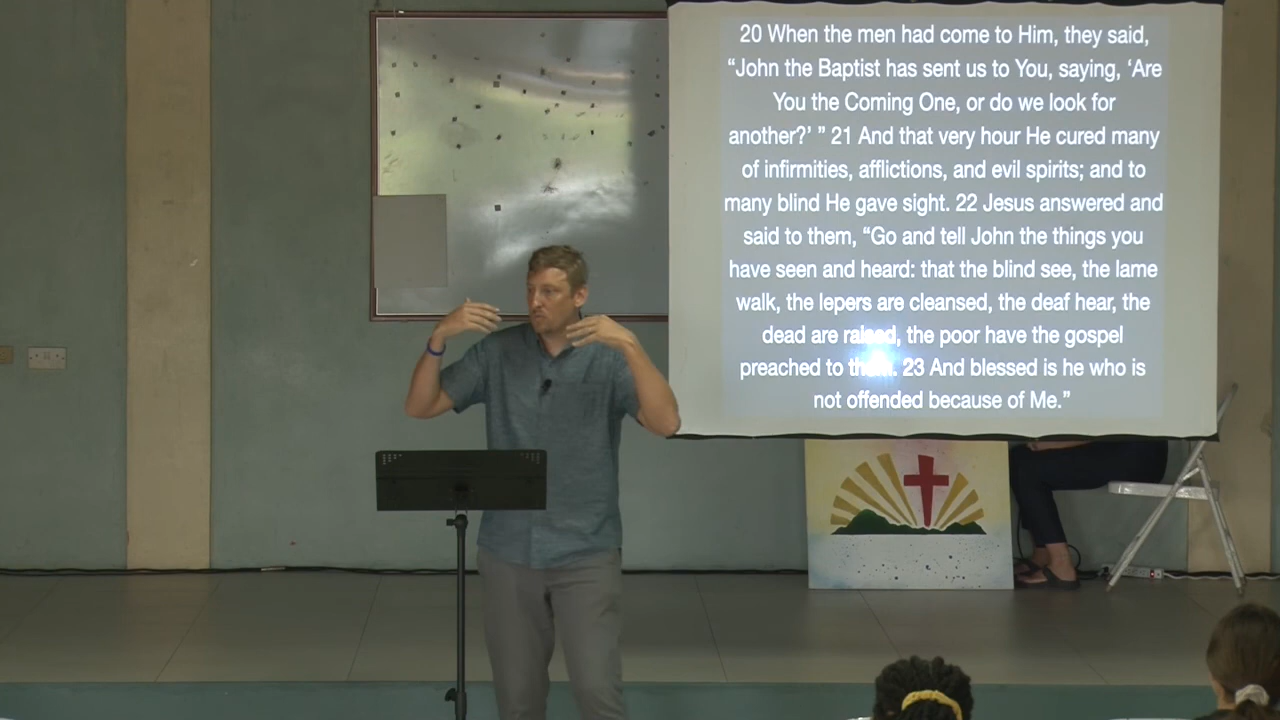 20 When the men had come to Him, they said,
“John the Baptist has sent us to You, saying, ‘Are
You the Coming One, or do we look for
another?’ ” 21 And that very hour He cured many
of infirmities, afflictions, and evil spirits; and to
many blind He gave sight. 22 Jesus answered and
said to them, “Go and tell John the things you
have seen and heard: that the blind see, the lame
walk, the lepers are cleansed, the deaf hear, the
dead are raised, the poor have the gospel
preached to them. 23 And blessed is he who is
not offended because of Me.”